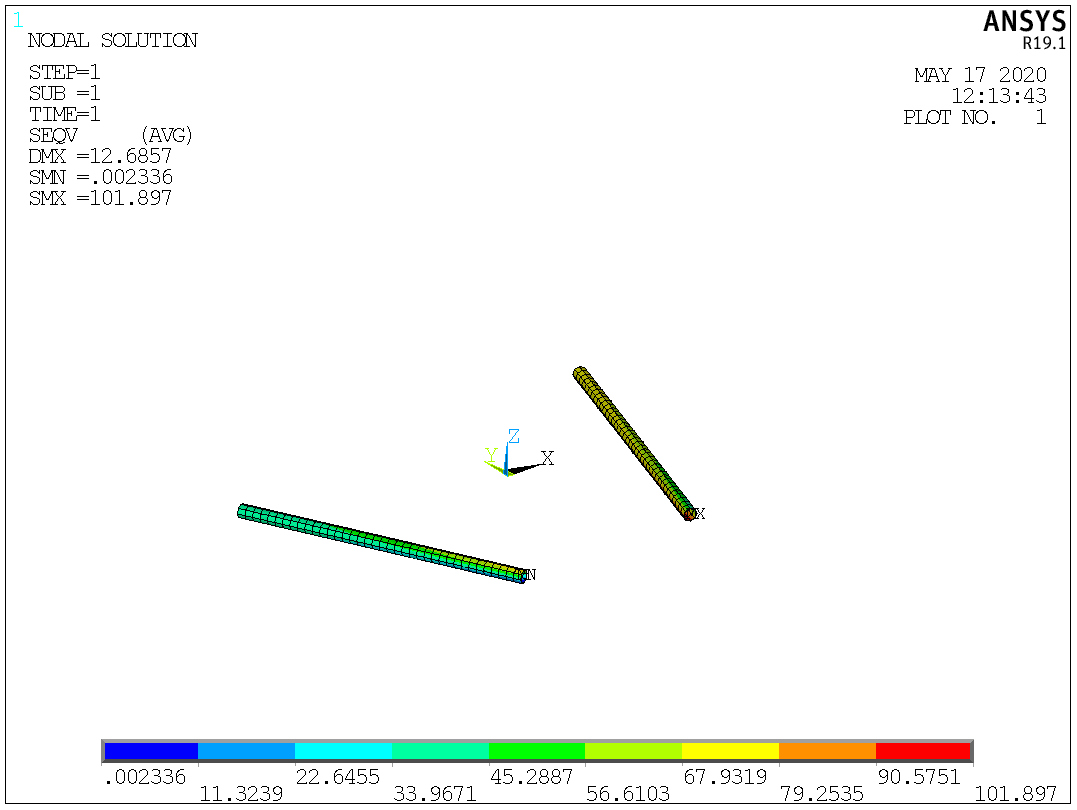 1
ANSYS
R19.1
NODAL SOLUTION
STEP=1
SUB =1
TIME=1
SEQV     (AVG)
DMX =12.6857
SMN =.002336
SMX =101.897
MAY 17 2020
12:13:43
PLOT NO.   1
Z
Y
X
MX
MN
.002336
11.3239
22.6455
33.9671
45.2887
56.6103
67.9319
79.2535
90.5751
101.897